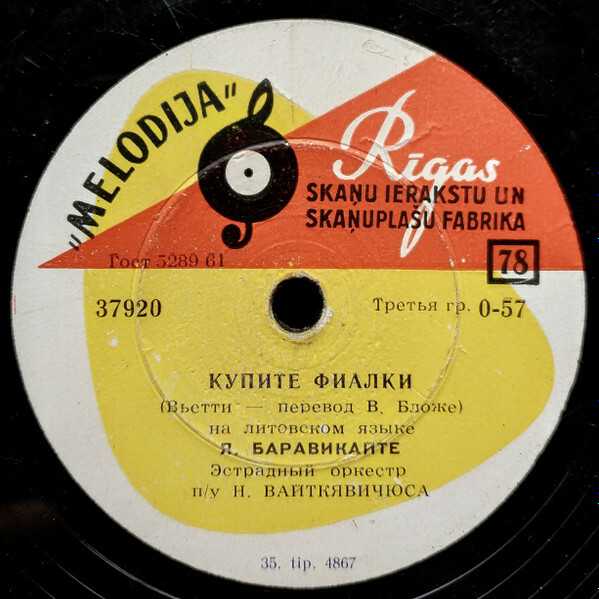 „MELODIJA"
Rīgas
SKAŅU IERAKSTU UN
SKAŅUPLAŠU FABRIKA
Гост 5289 61
78
37920
Третья гр. 0-57
КУПИТЕ ФИАЛКИ
(Вьетти — перевод В. Бложе)
на литовском языке
Я. БАРАВИКАЙТЕ
Эстрадный оркестр
п/у Н. ВАЙТКЯВИЧЮСА
35. tip. 4867